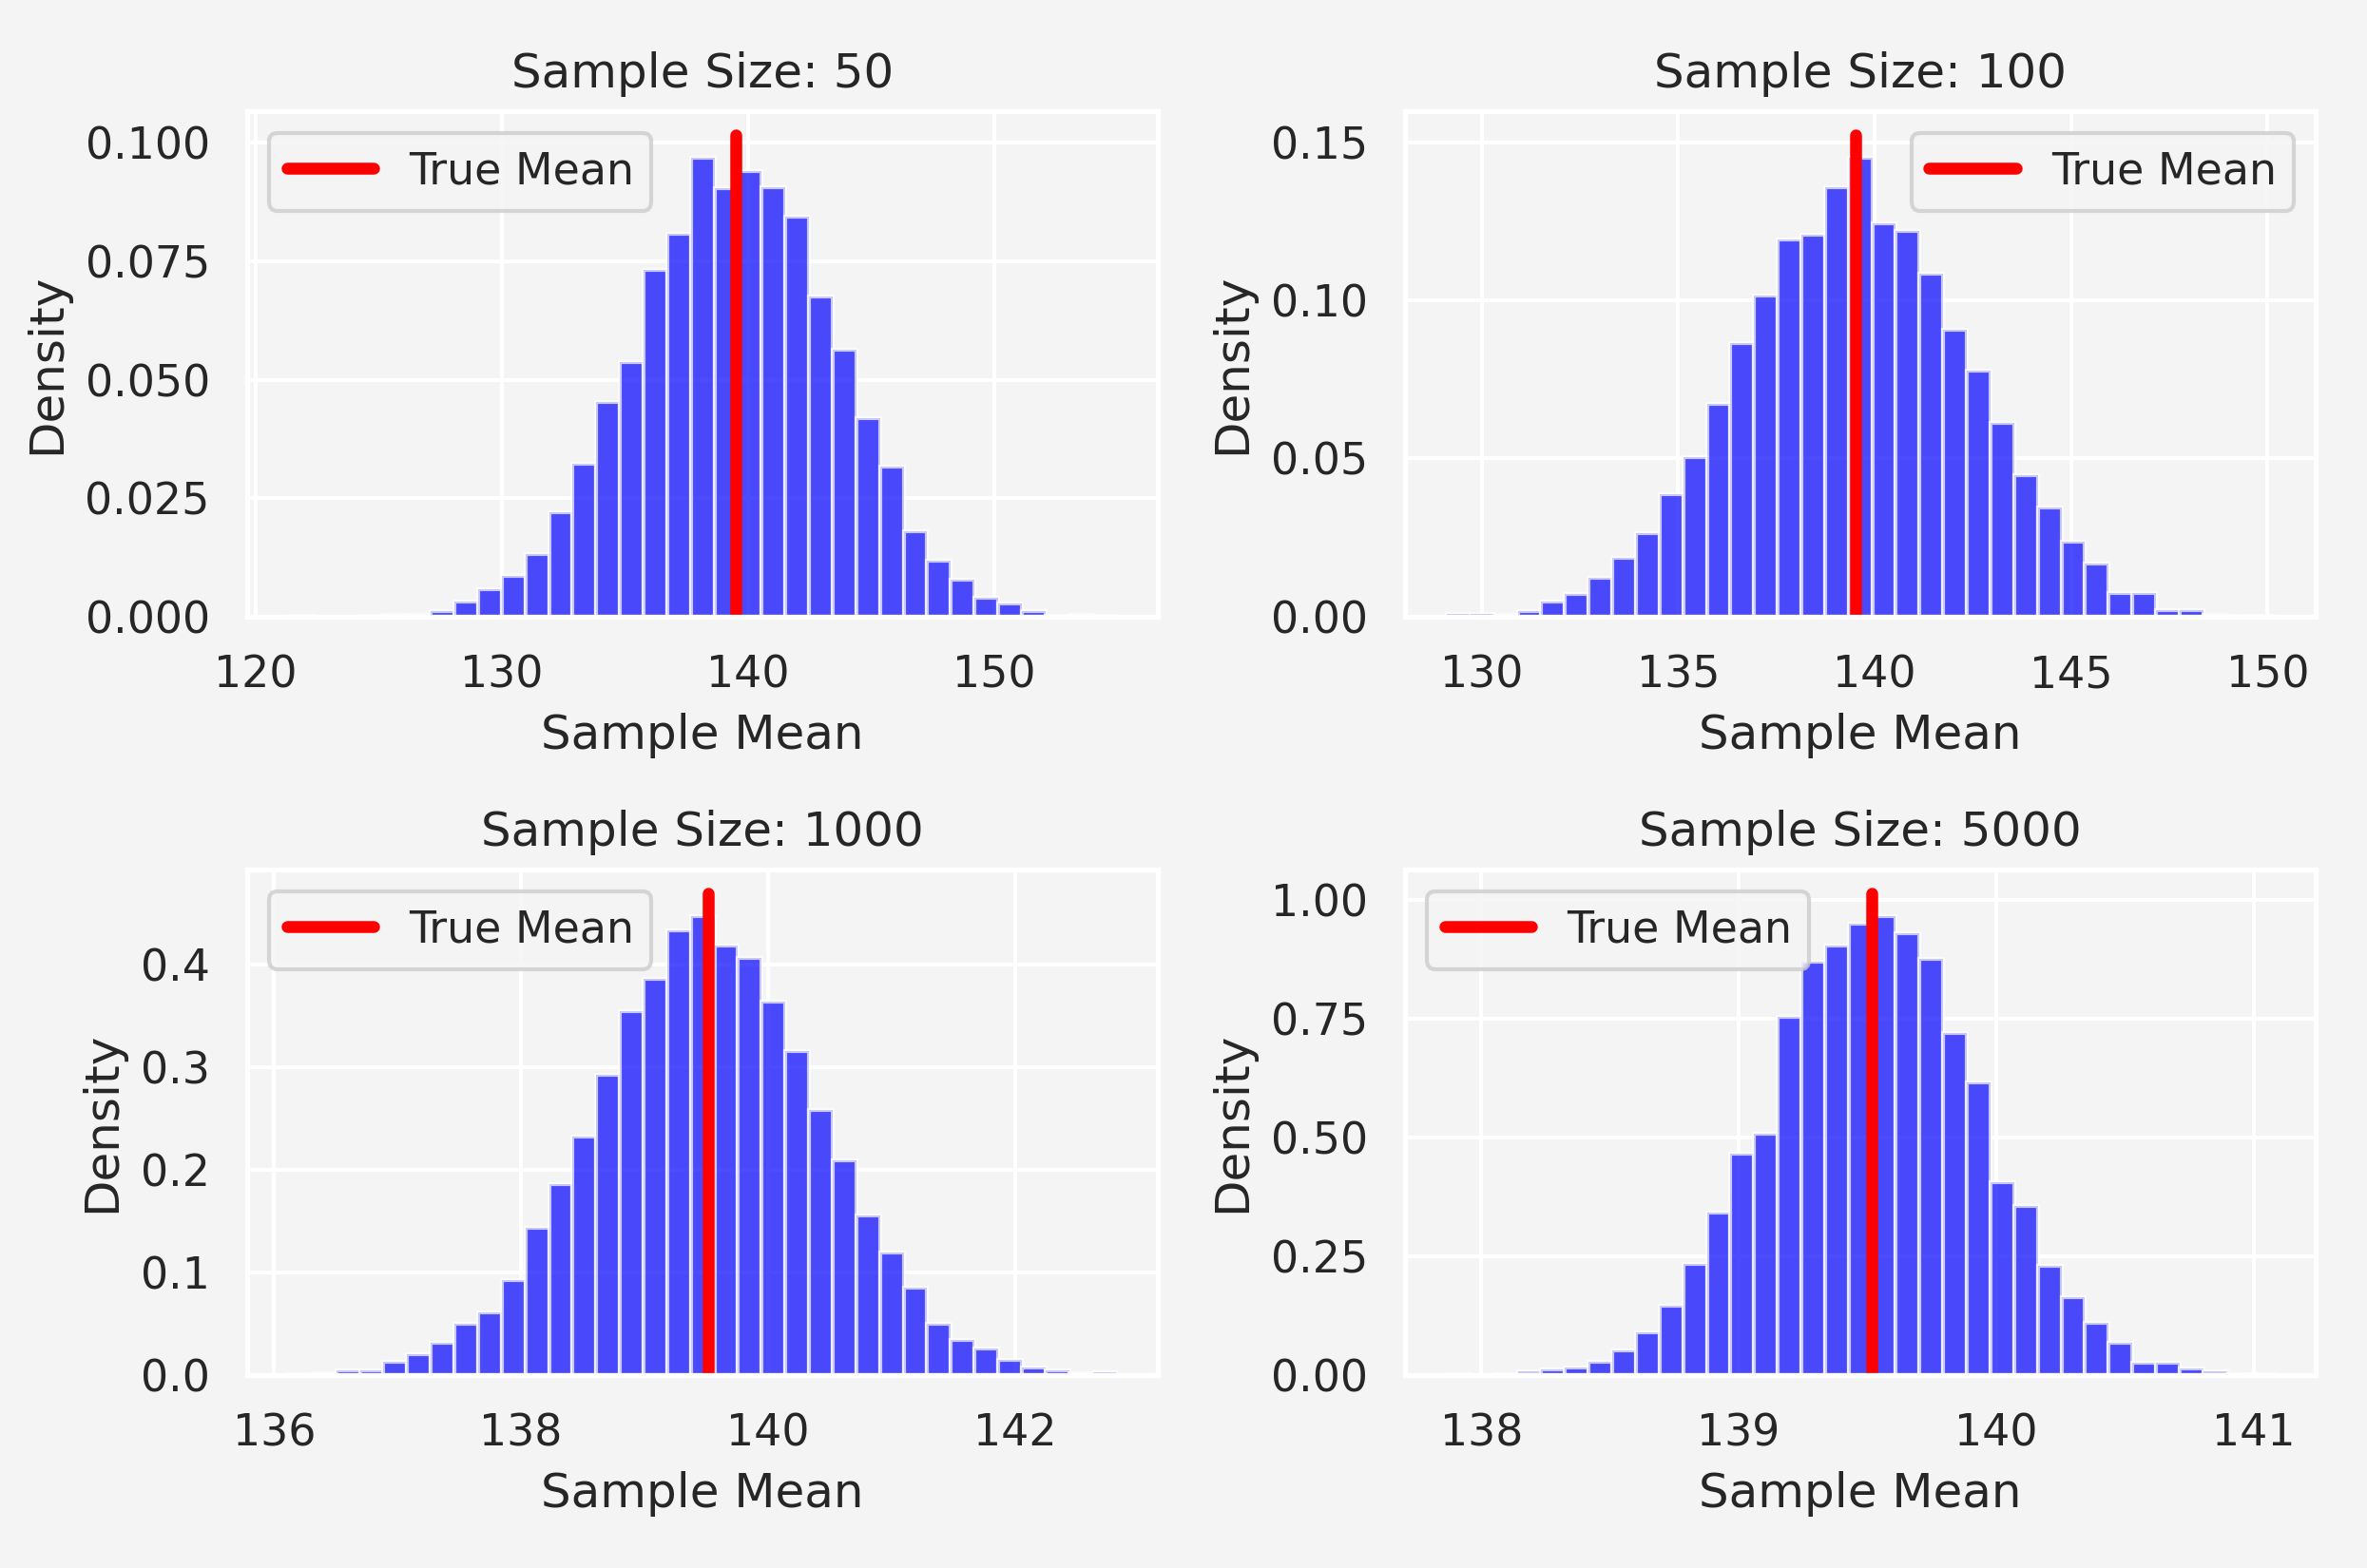 Sample Size: 50
True Mean
Density
0.100
0.075
0.050
0.025
0.000
120 130 140 150
Sample Mean
Sample Size: 100
True Mean
Density
0.15
0.10
0.05
0.00
130 135 140 145 150
Sample Mean
Sample Size: 1000
True Mean
Density
0.4
0.3
0.2
0.1
0.0
136 138 140 142
Sample Mean
Sample Size: 5000
True Mean
Density
1.00
0.75
0.50
0.25
0.00
138 139 140 141
Sample Mean